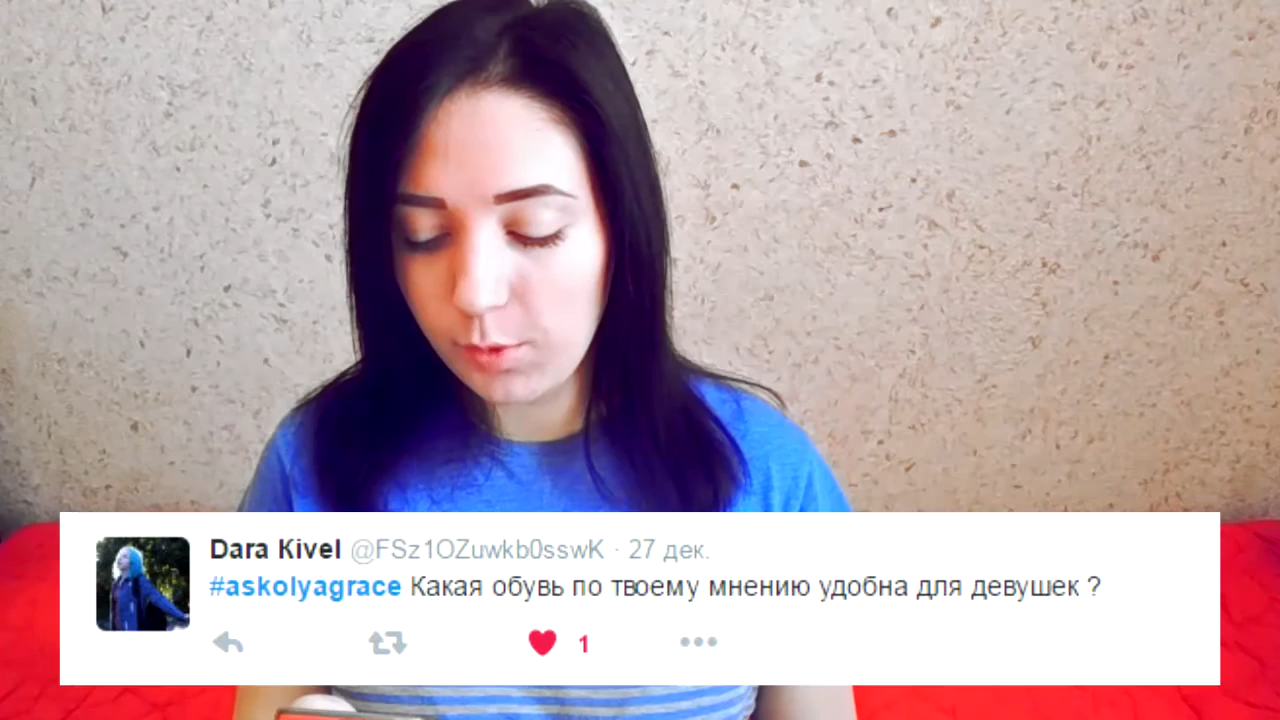 Dara Kivel @FSz1OZuwkb0sswK · 27 дек.
#askolyagrace Какая обувь по твоему мнению удобна для девушек ?
1